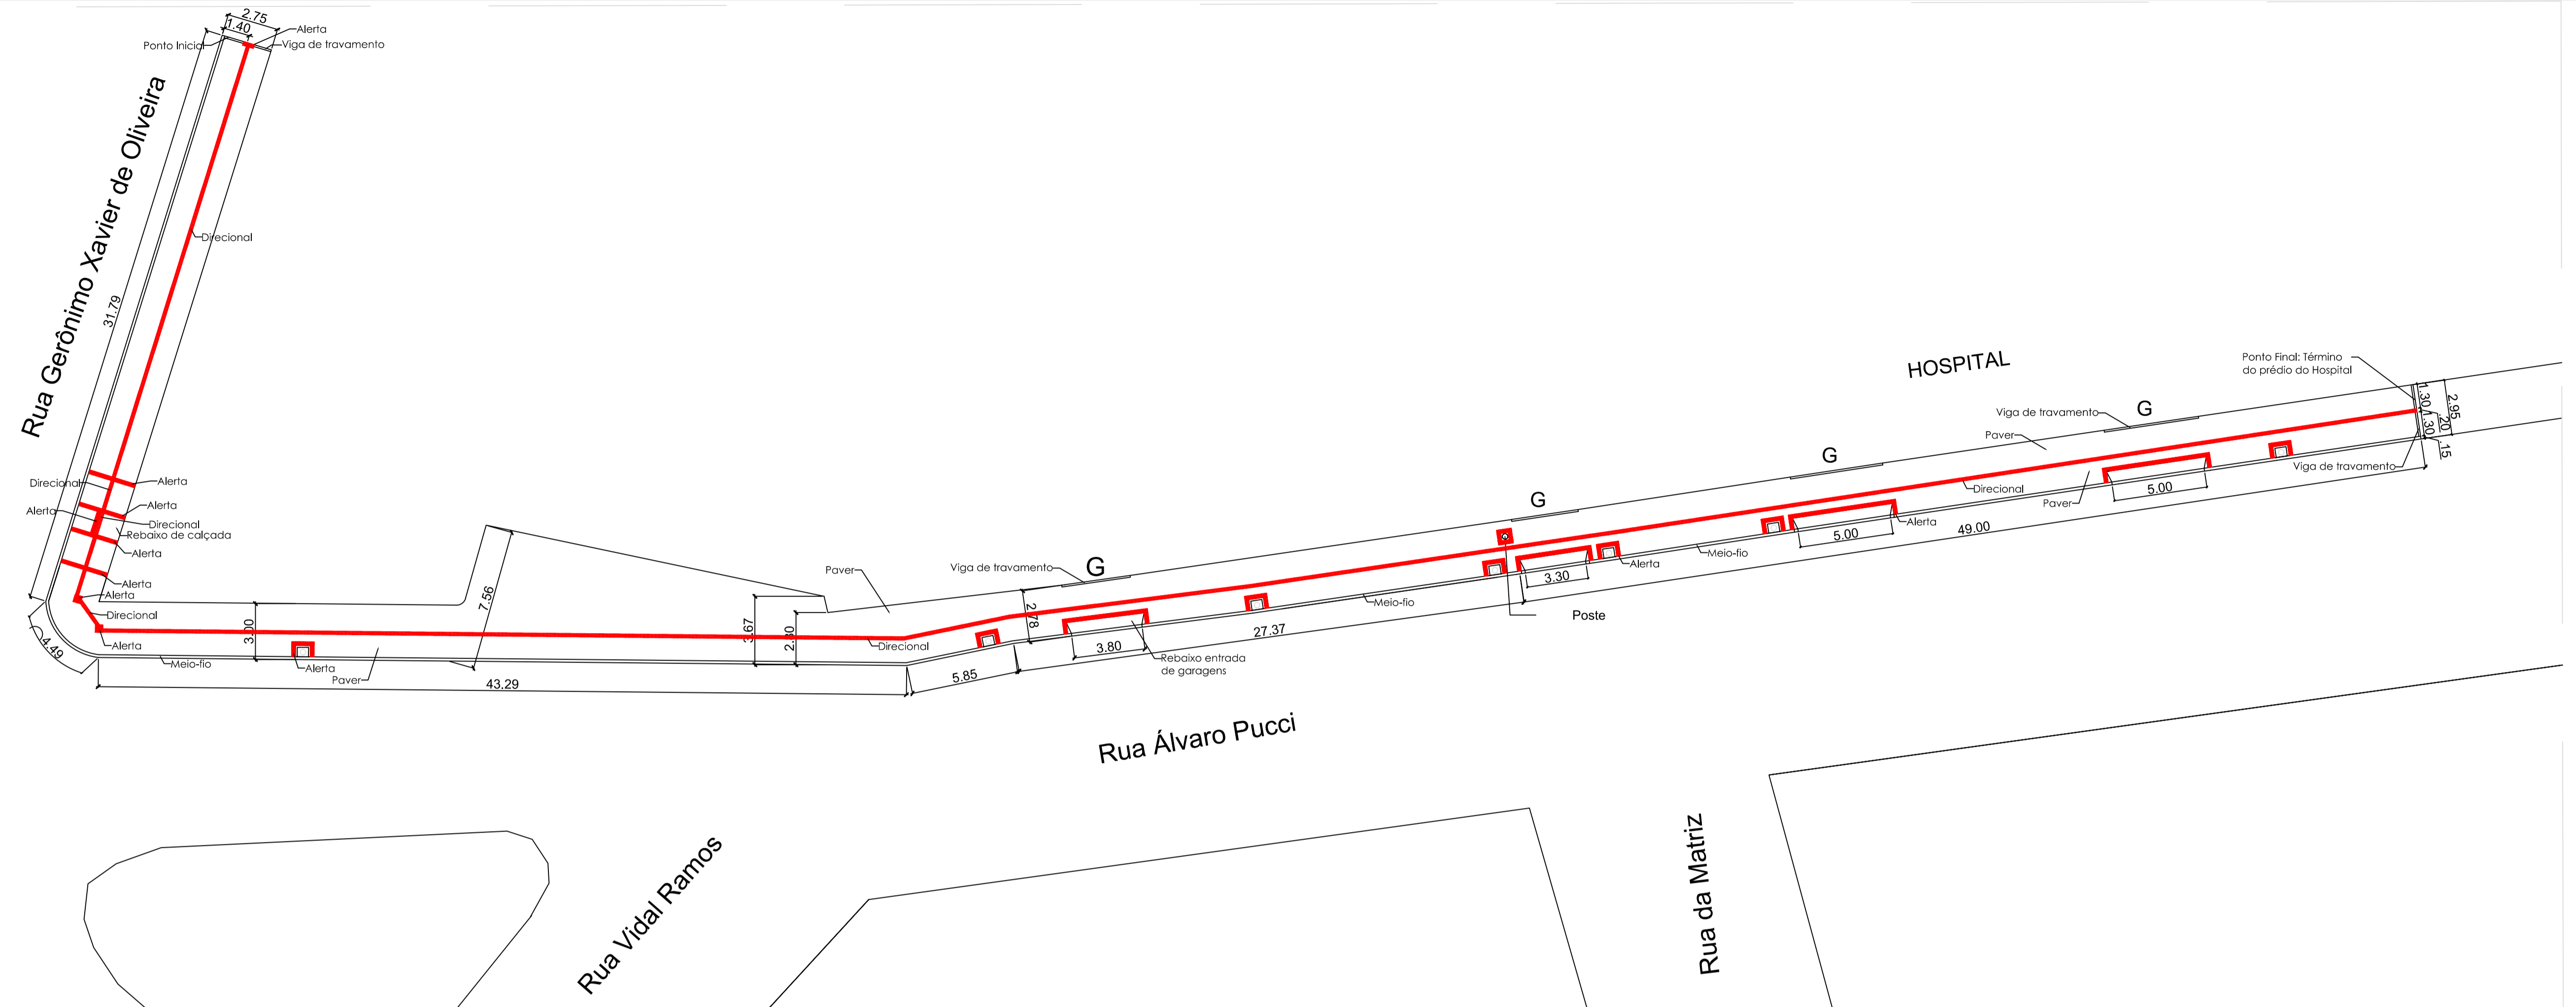 2.75
1.40
Alerta
Ponto Inicial
Viga de travamento
Rua Gerônimo Xavier de Oliveira
31.79
Direcional
Direcional
Alerta
Alerta
Alerta
Direcional
Rebaixo de calçada
Alerta
Alerta
Alerta
Direcional
Alerta
4.49
Meio-fio
3.00
Alerta
Paver
43.29
7.56
3.67
2.80
Paver
Direcional
5.85
Viga de travamento
G
2.78
3.80
Rebaixo entrada
de garagens
27.37
Meio-fio
G
3.30
Poste
Alerta
Meio-fio
G
5.00
Alerta
49.00
HOSPITAL
Paver
Viga de travamento
G
Direcional
Paver
5.00
Ponto Final: Término
do prédio do Hospital
Viga de travamento
1.30
.20
1.30
2.95
.15
Rua Álvaro Pucci
Rua Vidal Ramos
Rua da Matriz